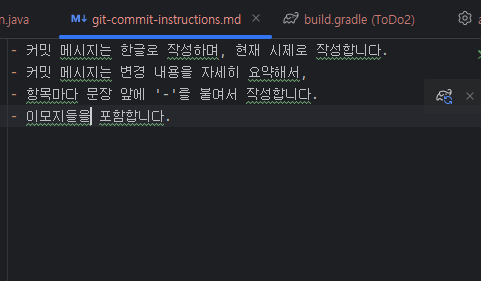 n.java
git-commit-instructions.md
build.gradle (ToDo2)
- 커밋 메시지는 한글로 작성하며, 현재 시제로 작성합니다.
- 커밋 메시지는 변경 내용을 자세히 요약해서,
- 항목마다 문장 앞에 '-'를 붙여서 작성합니다.
- 이모지들을 포함합니다.